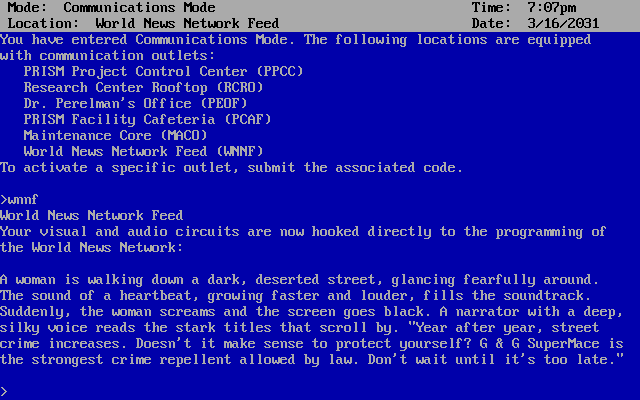 Mode: Communications Mode Time: 7:07pm
Location: World News Network Feed Date: 3/16/2031
You have entered Communications Mode. The following locations are equipped
with communication outlets:
PRISM Project Control Center (PPCC)
Research Center Rooftop (RCRO)
Dr. Perelman's Office (PEOF)
PRISM Facility Cafeteria (PCAF)
Maintenance Core (MACO)
World News Network Feed (WNNF)
To activate a specific outlet, submit the associated code.
>wnnf
World News Network Feed
Your visual and audio circuits are now hooked directly to the programming of
the World News Network:
A woman is walking down a dark, deserted street, glancing fearfully around.
The sound of a heartbeat, growing faster and louder, fills the soundtrack.
Suddenly, the woman screams and the screen goes black. A narrator with a deep,
silky voice reads the stark titles that scroll by. "Year after year, street
crime increases. Doesn't it make sense to protect yourself? G & G SuperMace is
the strongest crime repellent allowed by law. Don't wait until it's too late."
>